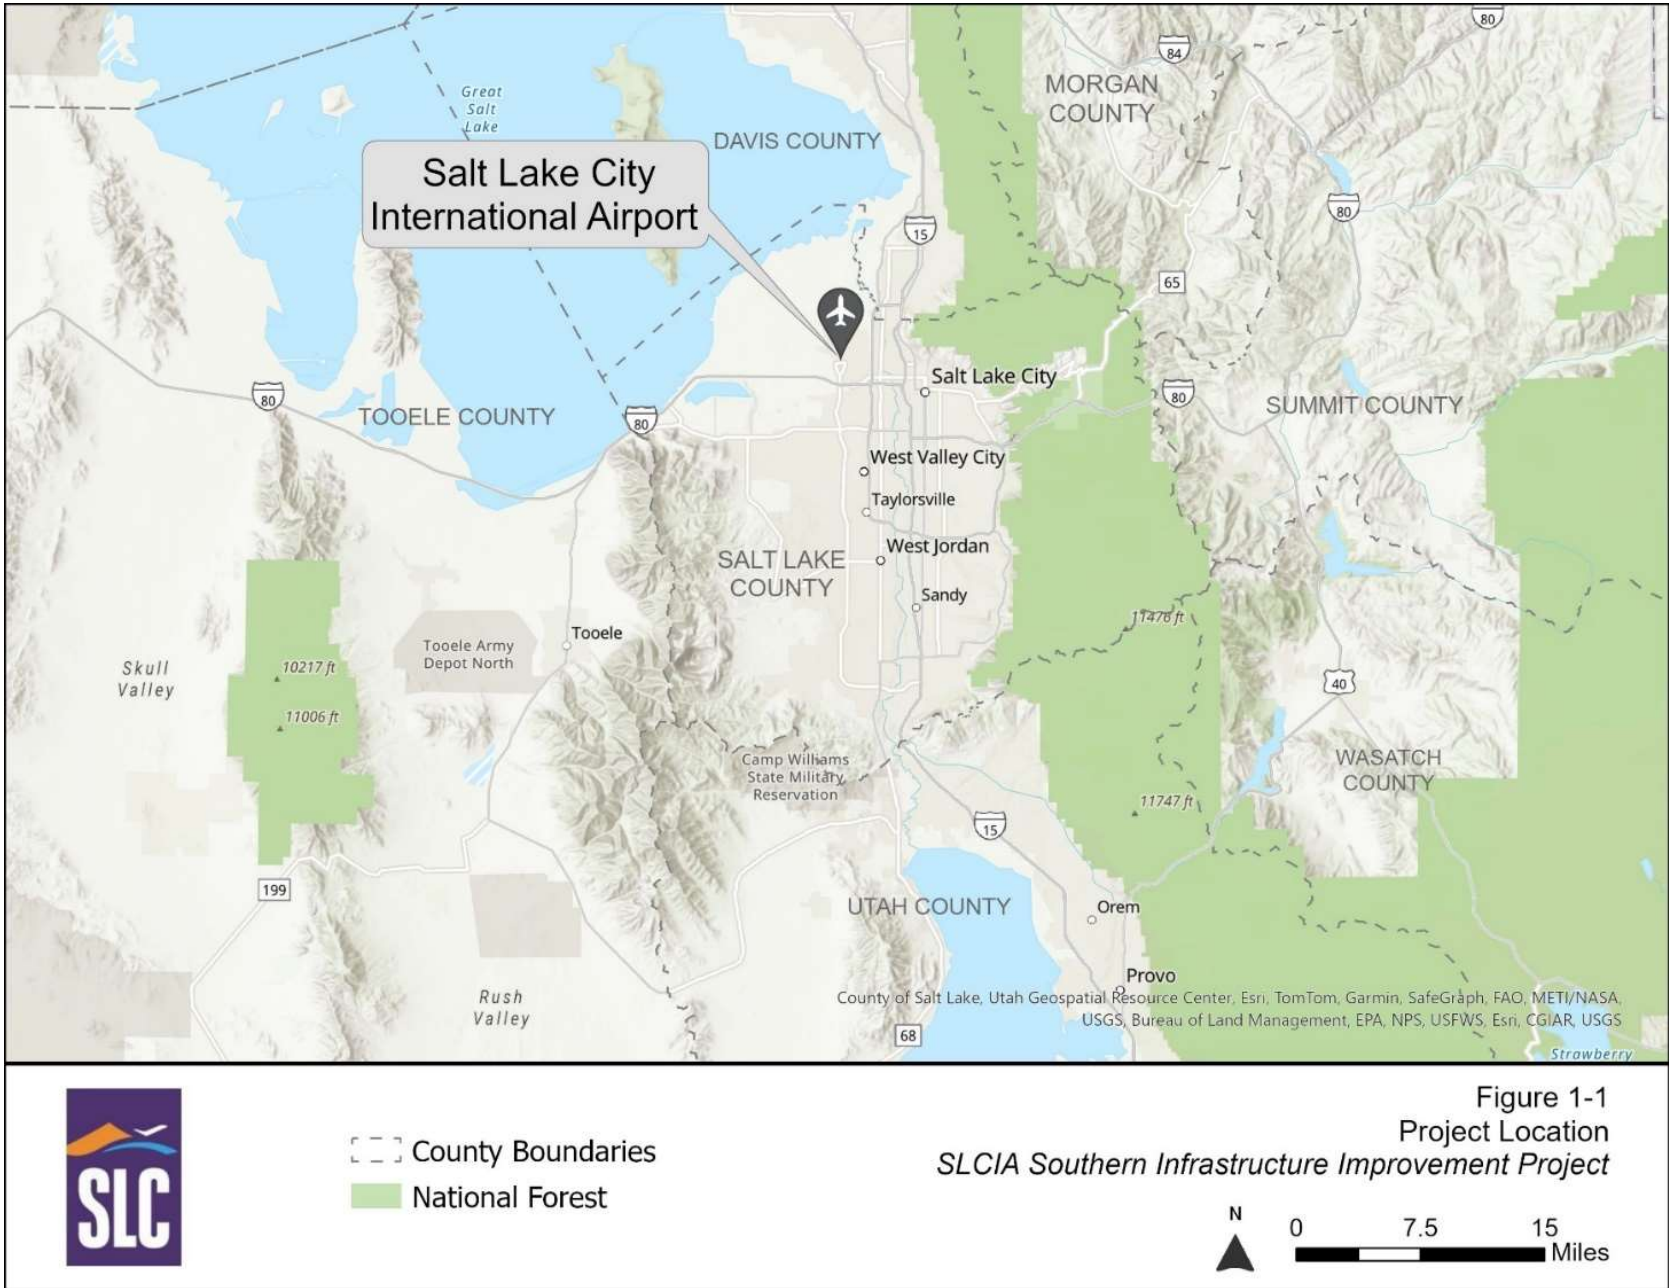 80
84
MORGAN
COUNTY
Great
Salt
Lake
DAVIS COUNTY
Salt Lake City
International Airport
80
15
65
Salt Lake City
80
80
SUMMIT COUNTY
TOOELE COUNTY
80
West Valley City
Taylorsville
West Jordan
SALT LAKE
COUNTY
Sandy
11476 ft
Tooele
Tooele Army
Depot North
Skull
Valley
10217 ft
40
11006 ft
Camp Williams
State Military
Reservation
WASATCH
COUNTY
11747 ft
15
199
UTAH COUNTY
Orem
Provo
Rush
Valley
County of Salt Lake, Utah Geospatial Resource Center, Esri, TomTom, Garmin, SafeGraph, FAO, METI/NASA,
USGS, Bureau of Land Management, EPA, NPS, USFWS, Esri, CGIAR, USGS
68
Strawberry
SLC
County Boundaries
National Forest
Figure 1-1
Project Location
SLCIA Southern Infrastructure Improvement Project
N
0 7.5 15
Miles